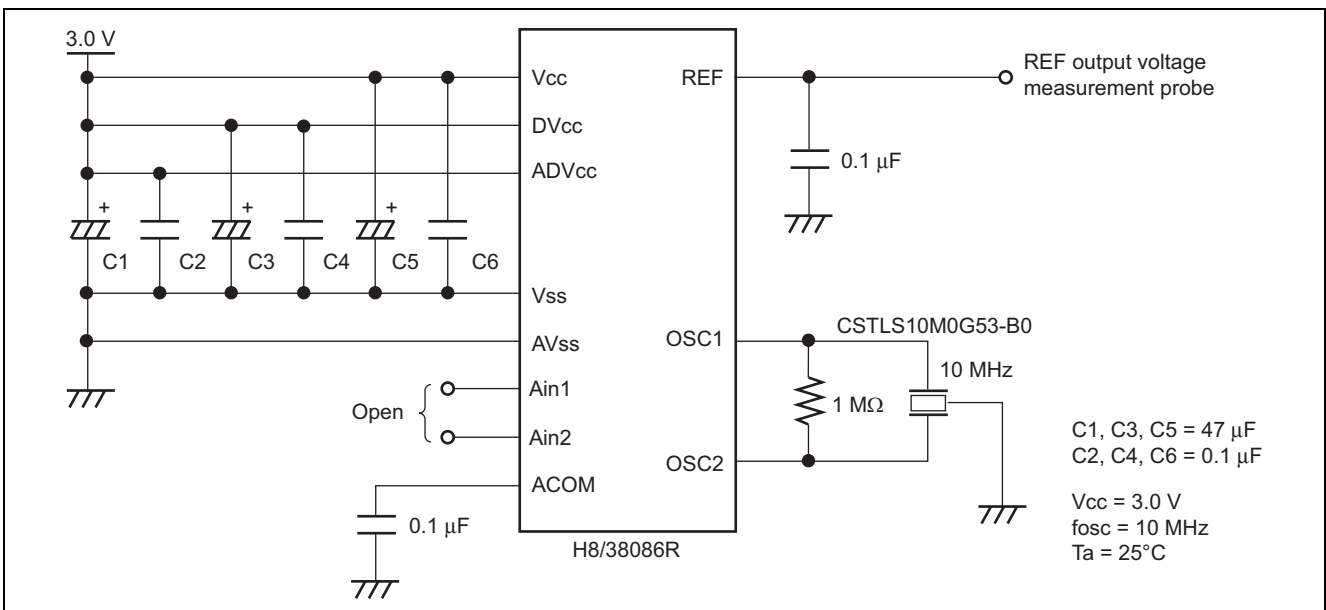 3.0 V
Vcc
DVcc
ADVcc
REF
REF output voltage
measurement probe
0.1 μF
+
+
+
C1
C2
C3
C4
C5
C6
Vss
AVss
Ain1
Ain2
Open
ACOM
0.1 μF
OSC1
OSC2
CSTLS10M0G53-B0
10 MHz
1 MΩ
H8/38086R
C1, C3, C5 = 47 μF
C2, C4, C6 = 0.1 μF
Vcc = 3.0 V
fosc = 10 MHz
Ta = 25°C